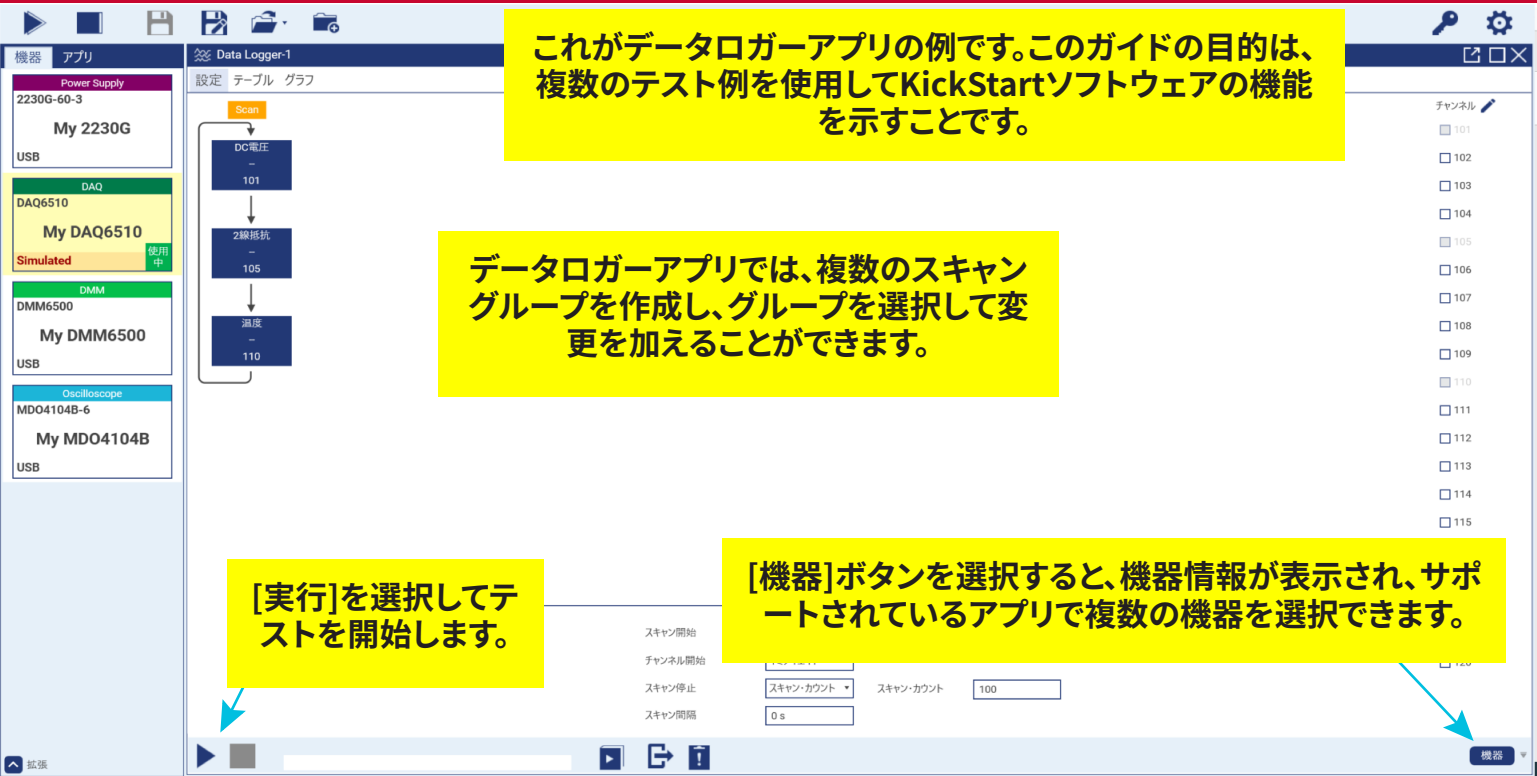 機器 アプリ
Data Logger-1
設定 テーブル グラフ
これがデータロガーアプリの例です。このガイドの目的は、
複数のテスト例を使用してKickStartソフトウェアの機能
を示すことです。
Power Supply
2230G-60-3
My 2230G
USB
DAQ
DAQ6510
My DAQ6510
Simulated
使用
中
DMM
DMM6500
My DMM6500
USB
Oscilloscope
MDO4104B-6
My MDO4104B
USB
Scan
DC電圧
–
101
2線抵抗
–
105
温度
–
110
データロガーアプリでは、複数のスキャン
グループを作成し、グループを選択して変
更を加えることができます。
チャンネル
101
102
103
104
105
106
107
108
109
110
111
112
113
114
115
[実行]を選択してテ
ストを開始します。
[機器]ボタンを選択すると、機器情報が表示され、サポ
ートされているアプリで複数の機器を選択できます。
スキャン開始
チャンネル開始
スキャン停止 スキャン・カウント スキャン・カウント 100
スキャン間隔 0 s
拡張
機器